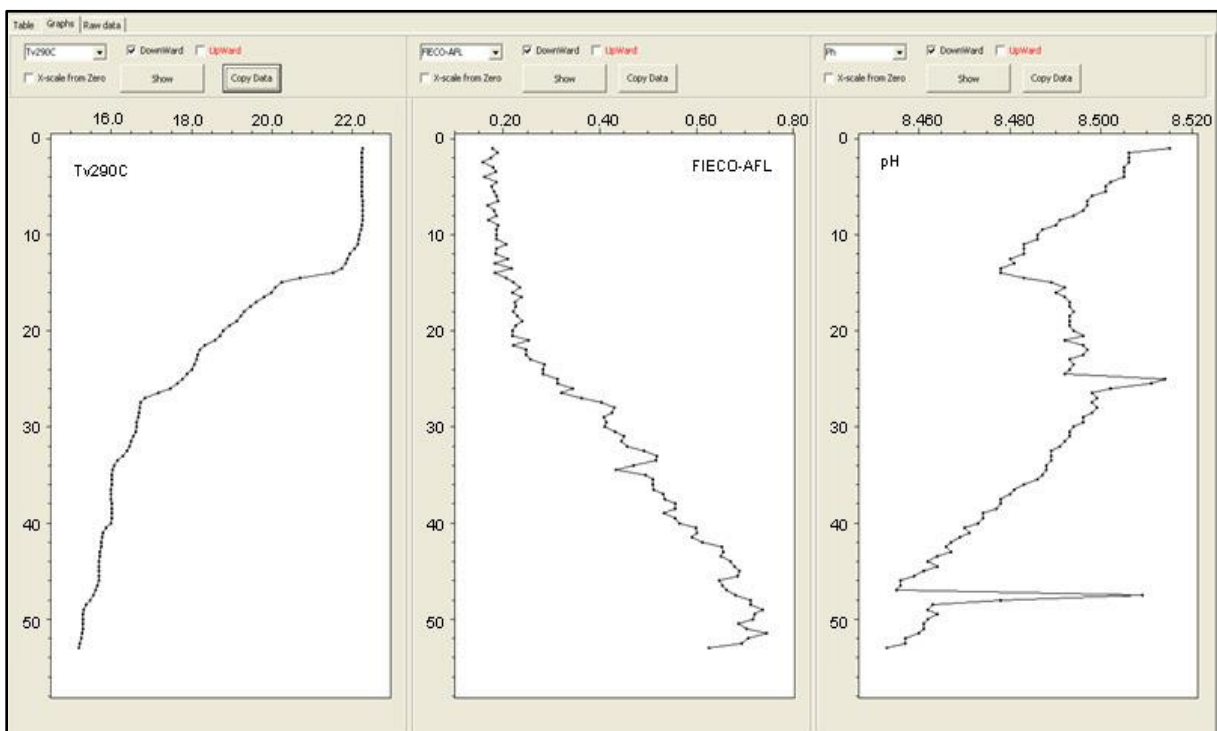 Table Graphs Raw data
Tv290C DownWard UpWard
X-scale from Zero Show Copy Data
FIECO-AFL DownWard UpWard
X-scale from Zero Show Copy Data
Ph DownWard UpWard
X-scale from Zero Show Copy Data
16.0 18.0 20.0 22.0
0
Tv290C
10
20
30
40
50
0.20 0.40 0.60 0.80
0
FIECO-AFL
10
20
30
40
50
8.460 8.480 8.500 8.520
0
pH
10
20
30
40
50